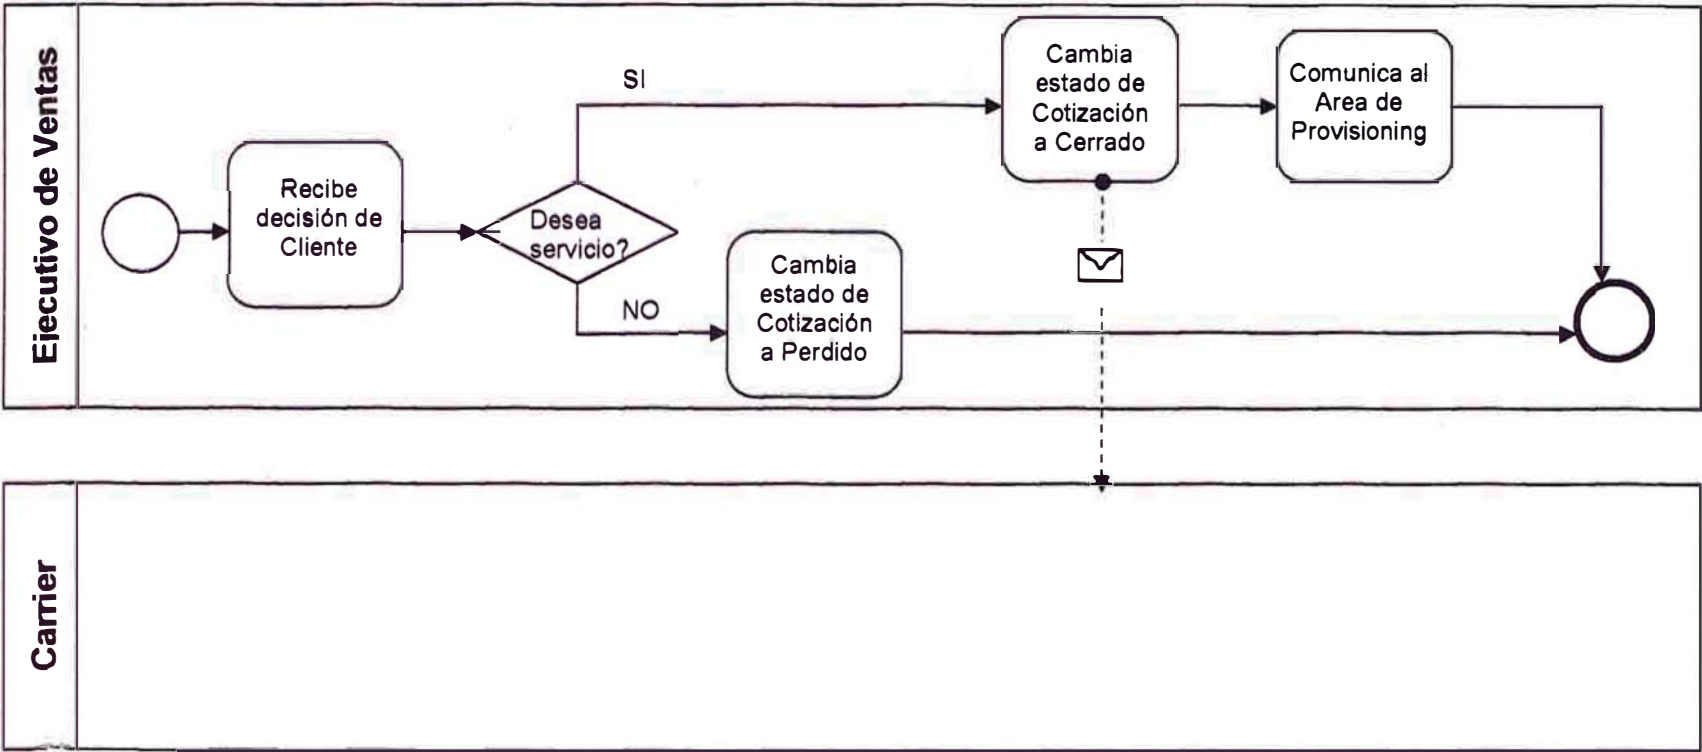 Ejecutivo de Ventas
Recibe
decisión de
Cliente
Desea
servicio?
SI
NO
Cambia
estado de
Cotización
a Cerrado
Comunica al
Area de
Provisioning
Cambia
estado de
Cotización
a Perdido
Carrier